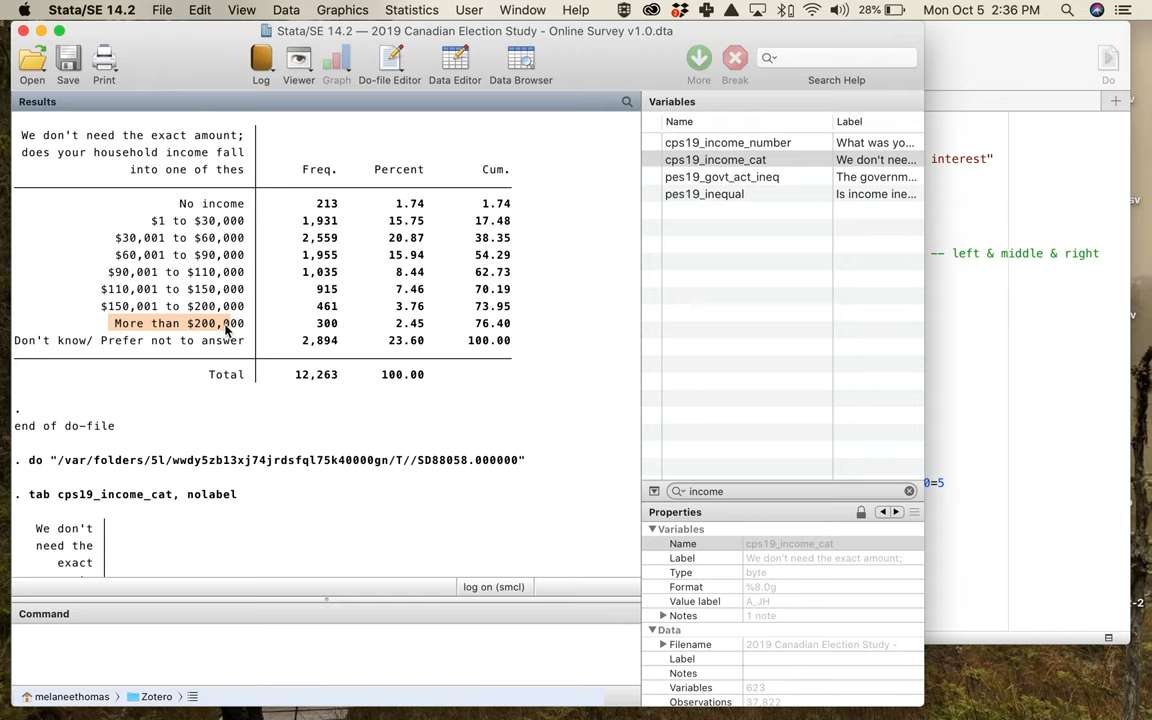 Stata/SE File Edit View Data Graphics Statistics User Window Help 28% Mon Oct 5 2:36 PM
Stata/SE 14.2 — 2019 Canadian Election Study - Online Survey v1.0.dta
Open Save Print Log Viewer Graph Do-file Editor Data Editor Data Browser More Break Search Help Do
Results
We don't need the exact amount;
does your household income fall
into one of thes Freq. Percent Cum.
No income 213 1.74 1.74
$1 to $30,000 1,931 15.75 17.48
$30,001 to $60,000 2,559 20.87 38.35
$60,001 to $90,000 1,955 15.94 54.29
$90,001 to $110,000 1,035 8.44 62.73
$110,001 to $150,000 915 7.46 70.19
$150,001 to $200,000 461 3.76 73.95
More than $200,000 300 2.45 76.40
Don't know/ Prefer not to answer 2,894 23.60 100.00
Total 12,263 100.00
.
end of do-file
. do "/var/folders/5l/wwdy5zb13xj74jrdsfql75k40000gn/T//SD88058.000000"
. tab cps19_income_cat, nolabel
We don't
need the
exact
log on (smcl)
Command
melaneethomas > Zotero >
Variables
Name Label
cps19_income_number What was yo...
cps19_income_cat We don't nee...
pes19_govt_act_ineq The governm...
pes19_inequal Is income ine...
income
Properties
Variables
Name cps19_income_cat
Label We don't need the exact amount;
Type byte
Format %8.0g
Value label A_JH
Notes 1 note
Data
Filename 2019 Canadian Election Study -
Label
Notes
Variables 623
Observations 37,822
interest"
-- left & middle & right
0=5
sv
v
-2